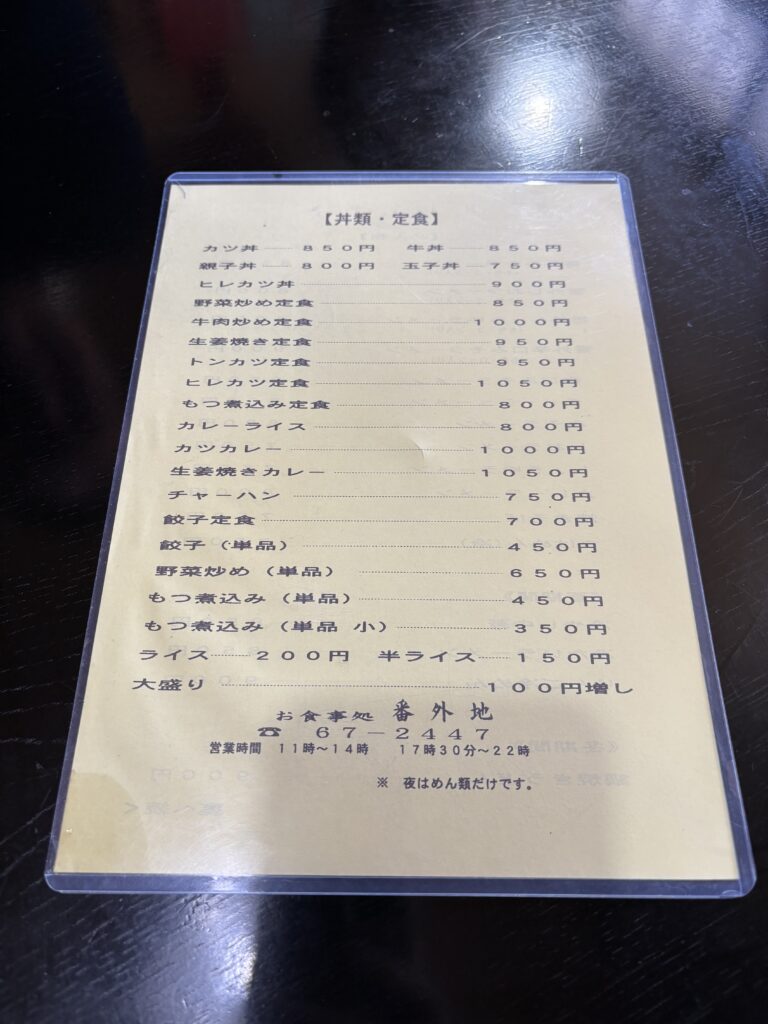 【丼類・定食】
カツ丼 850円 牛丼 850円
親子丼 800円 玉子丼 750円
ヒレカツ丼 900円
野菜炒め定食 850円
牛肉炒め定食 1000円
生姜焼き定食 950円
トンカツ定食 950円
ヒレカツ定食 1050円
もつ煮込み定食 800円
カレーライス 800円
カツカレー 1000円
生姜焼きカレー 1050円
チャーハン 750円
餃子定食 700円
餃子(単品) 450円
野菜炒め(単品) 650円
もつ煮込み(単品) 450円
もつ煮込み(単品 小) 350円
ライス 200円 半ライス 150円
大盛り 100円増し
お食事処 番外地
☎ 67-2447
営業時間 11時~14時 17時30分~22時
※ 夜はめん類だけです。